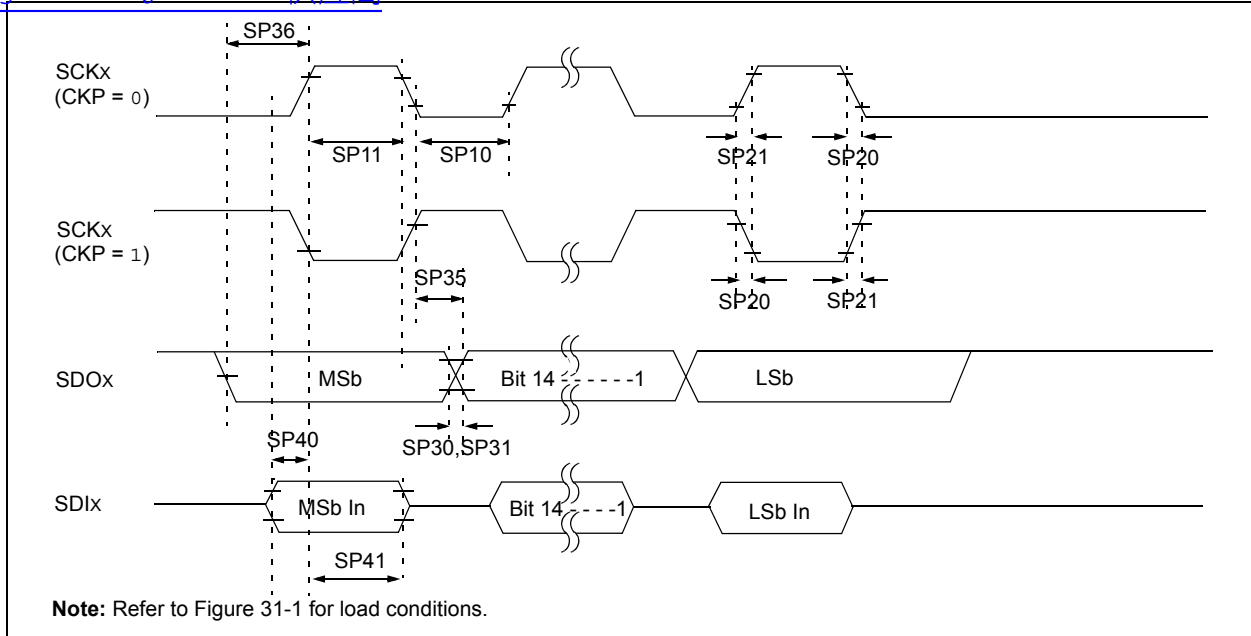 SP36
SCKx
(CKP = 0)
SP11
SP10
SP21
SP20
SCKx
(CKP = 1)
SP35
SP20
SP21
SDOx
MSb
Bit 14 - - - - - -1
LSb
SP40
SP30,SP31
SDIx
MSb In
Bit 14 - - - -1
LSb In
SP41
Note: Refer to Figure 31-1 for load conditions.